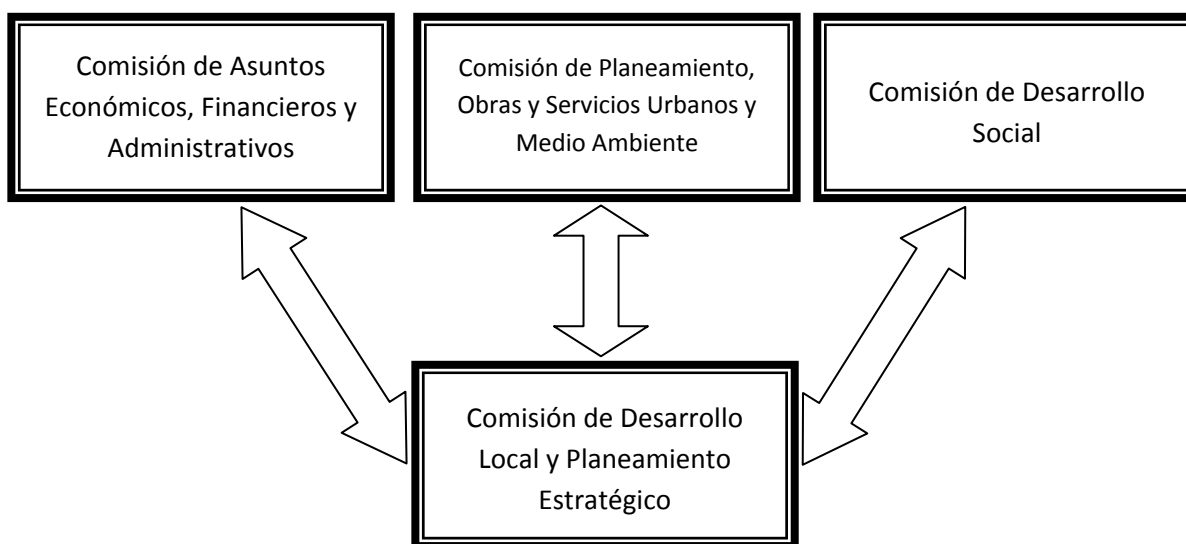 Comisión de Asuntos
Económicos, Financieros y
Administrativos
Comisión de Planeamiento,
Obras y Servicios Urbanos y
Medio Ambiente
Comisión de Desarrollo
Social
Comisión de Desarrollo
Local y Planeamiento
Estratégico